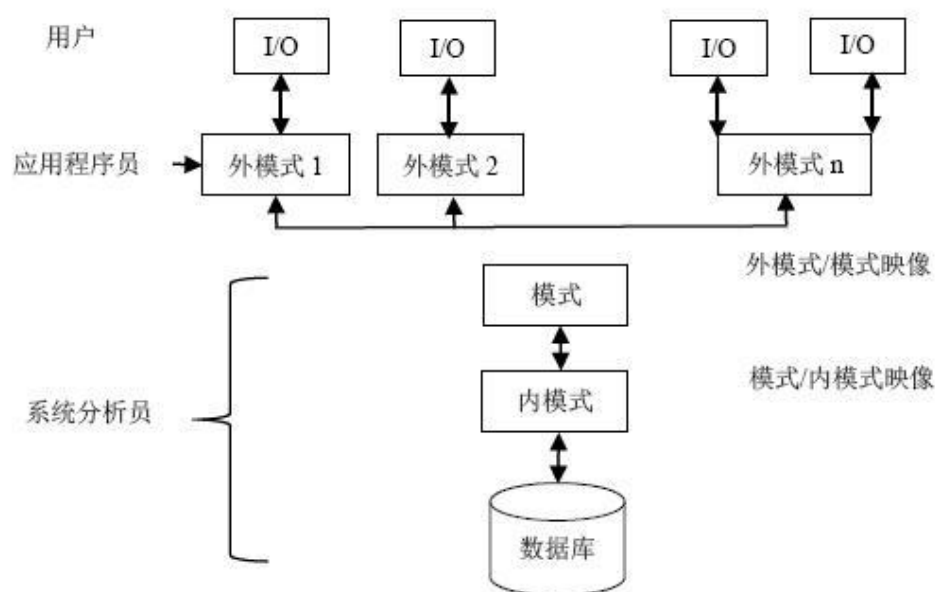 用户
I/O
I/O
I/O
I/O
应用程序员
外模式 1
外模式 2
外模式 n
外模式/模式映像
模式
模式/内模式映像
内模式
系统分析员
数据库